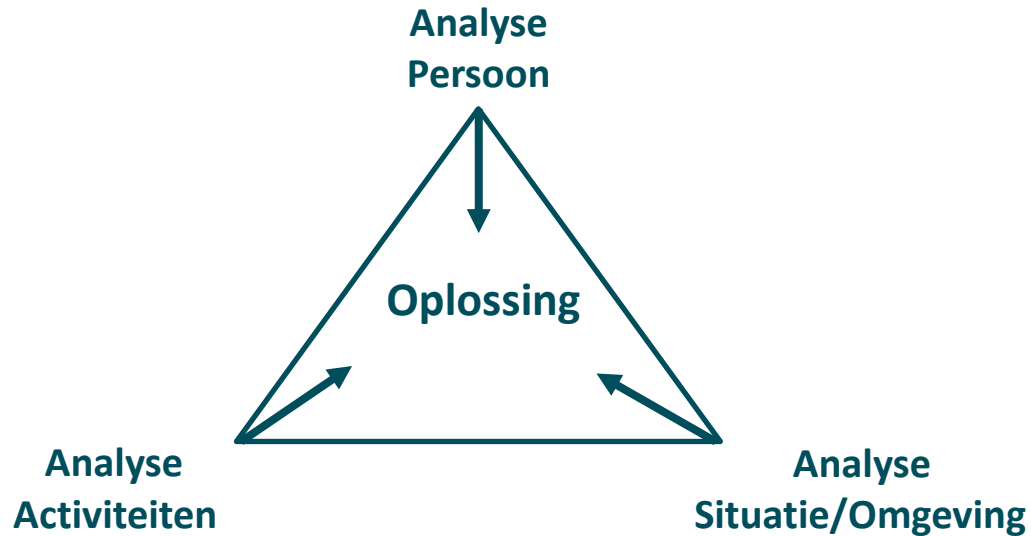 Analyse
Persoon
Oplossing
Analyse
Activiteiten
Analyse
Situatie/Omgeving